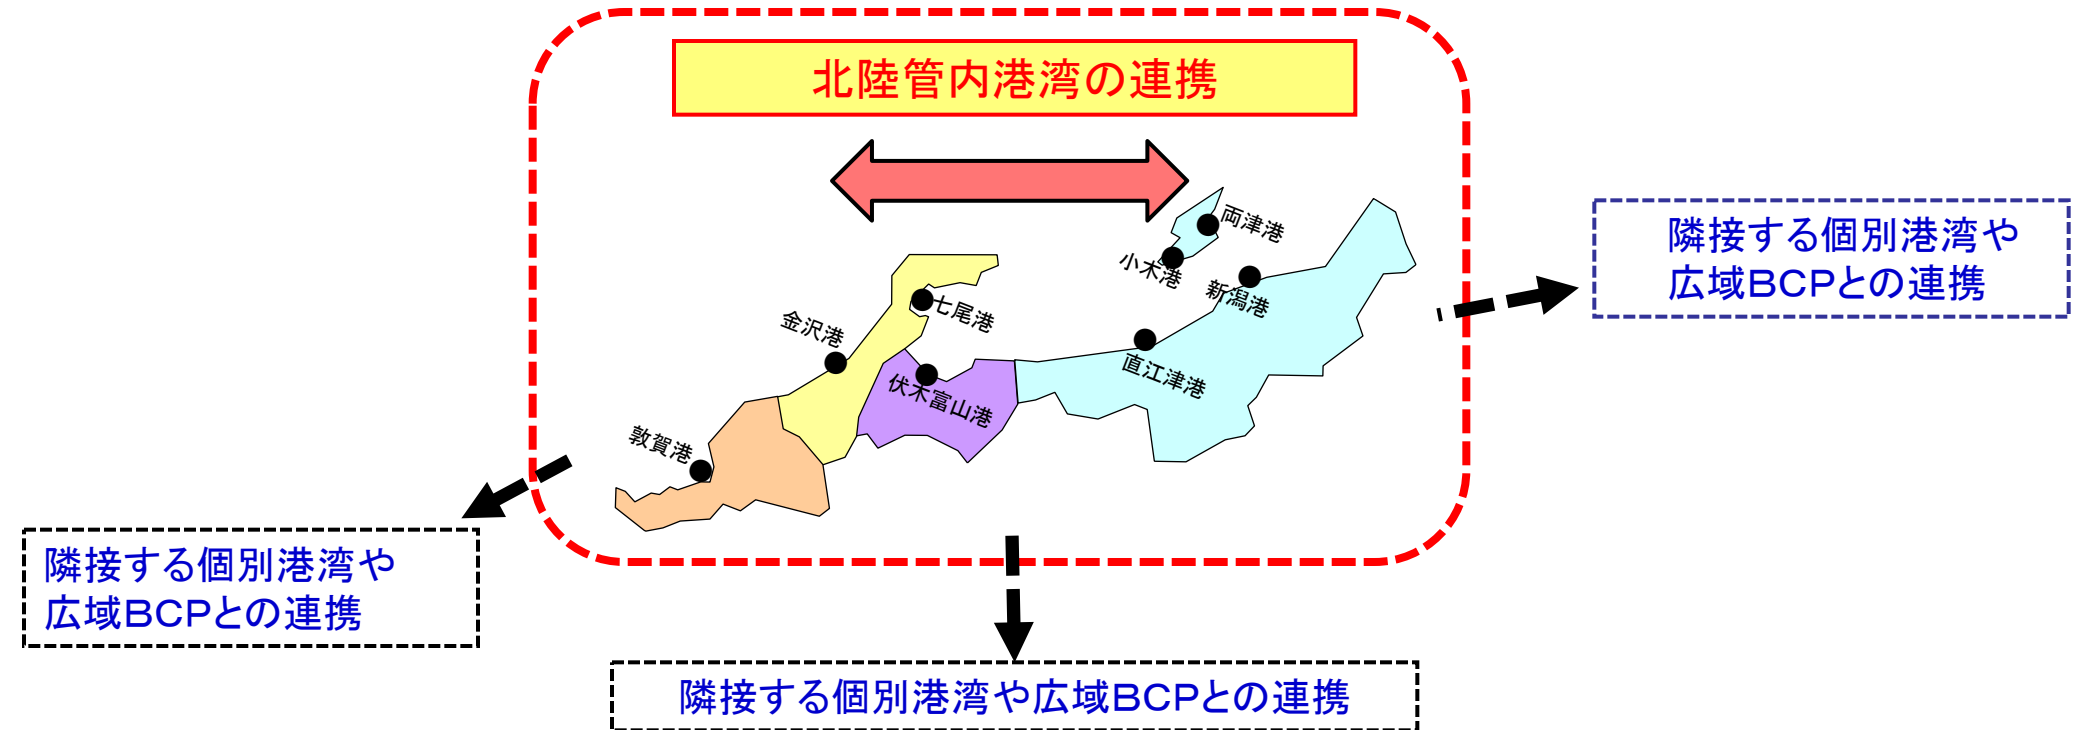 北陸管内港湾の連携
両津港
小木港
新潟港
七尾港
金沢港
直江津港
伏木富山港
敦賀港
隣接する個別港湾や
広域BCPとの連携
隣接する個別港湾や
広域BCPとの連携
隣接する個別港湾や広域BCPとの連携